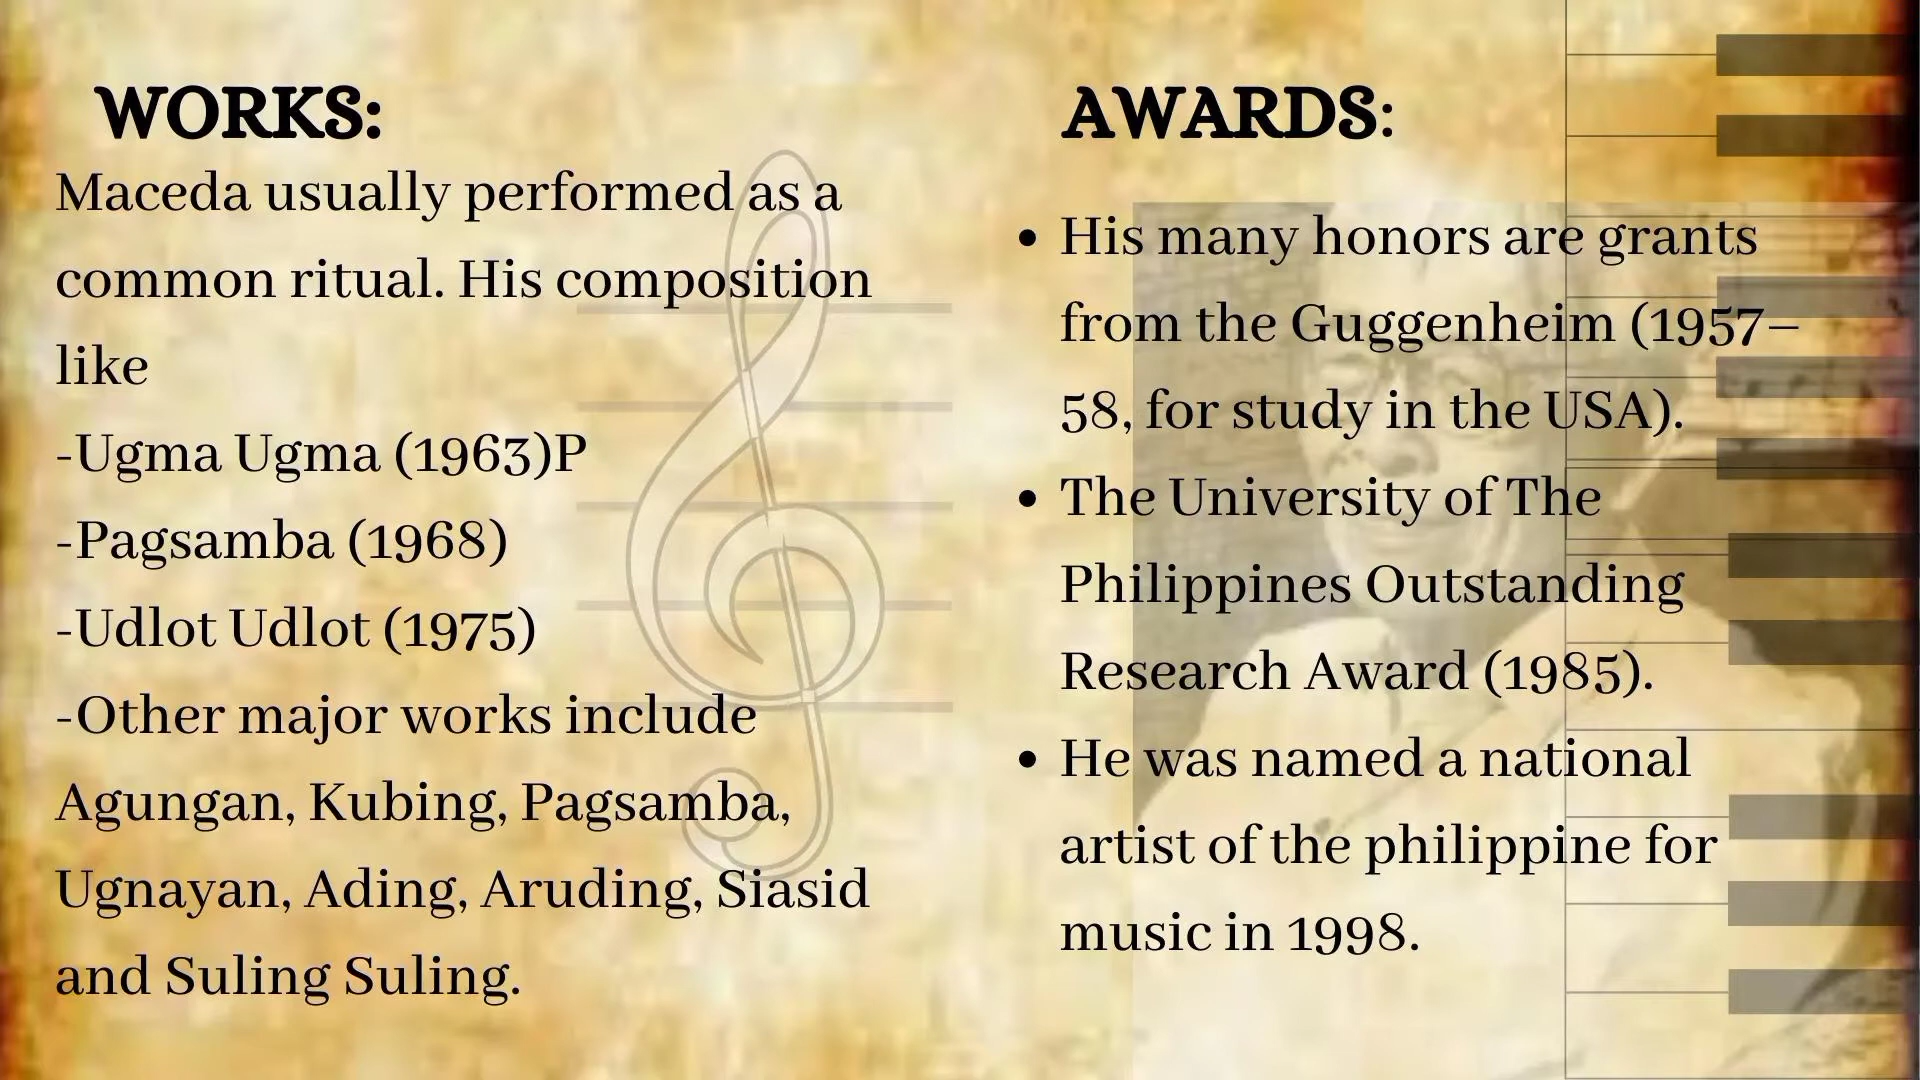 WORKS:
Maceda usually performed as a
common ritual. His composition
like
-Ugma Ugma (1963)P
-Pagsamba (1968)
-Udlot Udlot (1975)
-Other major works include
Agungan, Kubing, Pagsamba,
Ugnayan, Ading, Aruding, Siasid
and Suling Suling.
AWARDS:
• His many honors are grants
from the Guggenheim (1957–
58, for study in the USA).
• The University of The
Philippines Outstanding
Research Award (1985).
• He was named a national
artist of the philippine for
music in 1998.